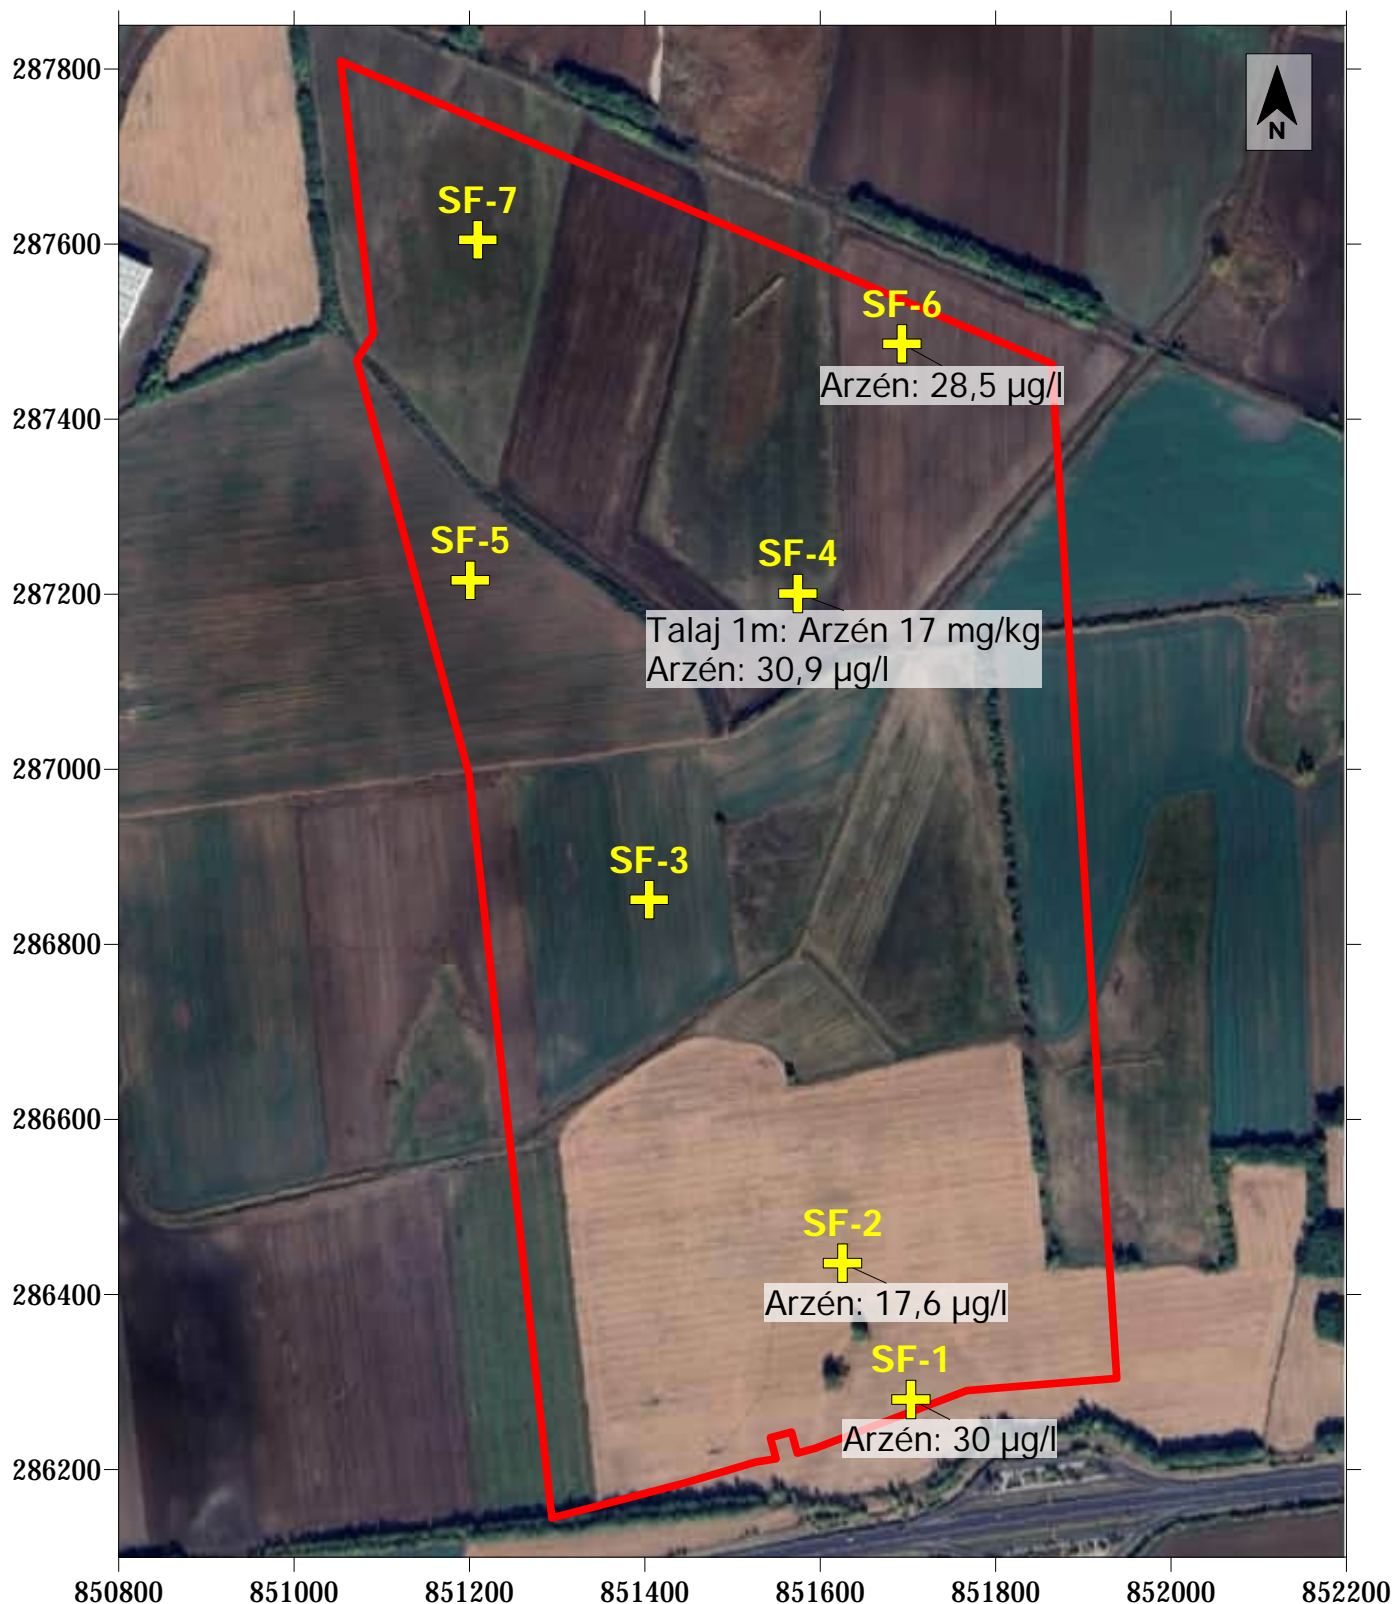 287800
N
SF-7
287600
SF-6
Arzén: 28,5 µg/l
287400
SF-5
SF-4
287200
Talaj 1m: Arzén 17 mg/kg
Arzén: 30,9 µg/l
287000
SF-3
286800
286600
SF-2
286400
Arzén: 17,6 µg/l
SF-1
Arzén: 30 µg/l
286200
850800 851000 851200 851400 851600 851800 852000 852200